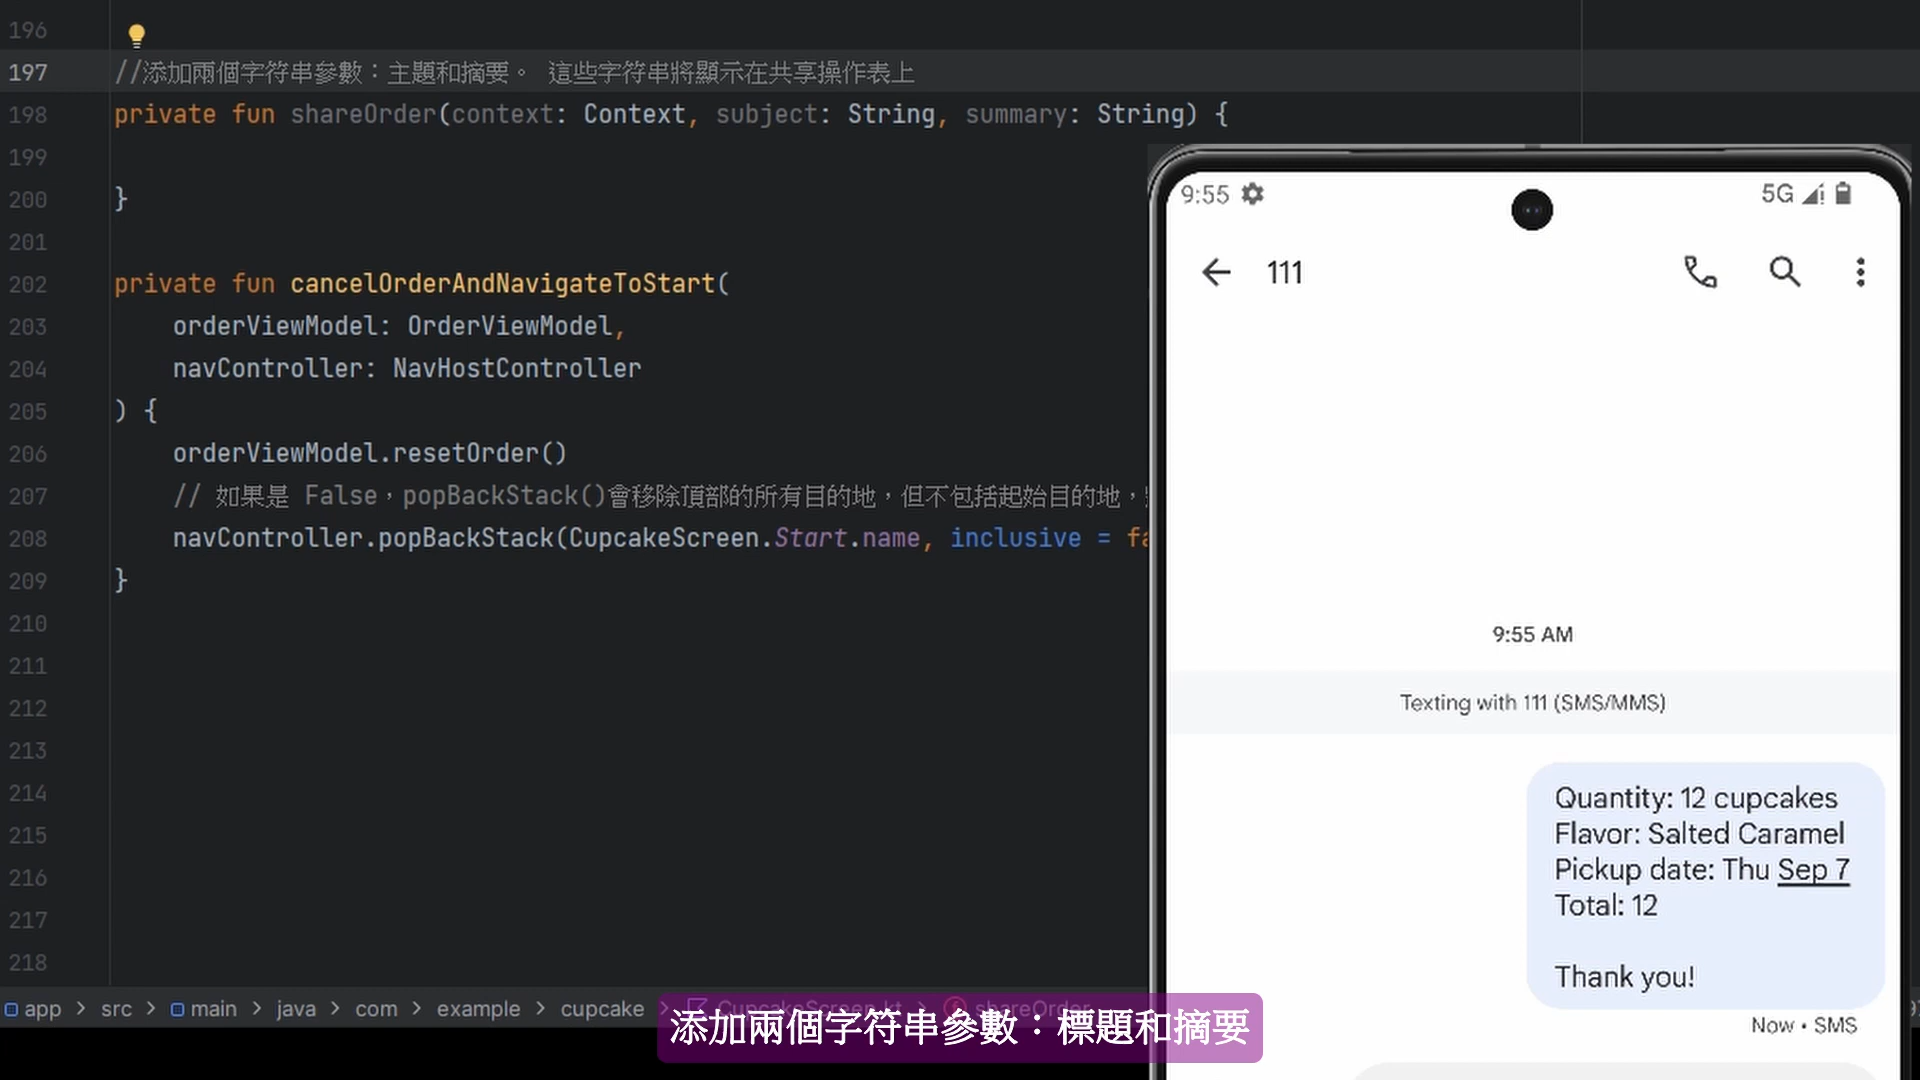 196
197 //添加兩個字符串參數：主題和摘要。 這些字符串將顯示在共享操作表上
198 private fun shareOrder(context: Context, subject: String, summary: String) {
199
200 }
201
202 private fun cancelOrderAndNavigateToStart(
203 orderViewModel: OrderViewModel,
204 navController: NavHostController
205 ) {
206 orderViewModel.resetOrder()
207 // 如果是 False，popBackStack()會移除頂部的所有目的地，但不包括起始目的地，
208 navController.popBackStack(CupcakeScreen.Start.name, inclusive = fa
209 }
210
211
212
213
214
215
216
217
218
app > src > main > java > com > example > cupcake > CupcakeScreen.kt > shareOrder
添加兩個字符串參數：標題和摘要
9:55 5G
111
9:55 AM
Texting with 111 (SMS/MMS)
Quantity: 12 cupcakes
Flavor: Salted Caramel
Pickup date: Thu Sep 7
Total: 12
Thank you!
Now • SMS